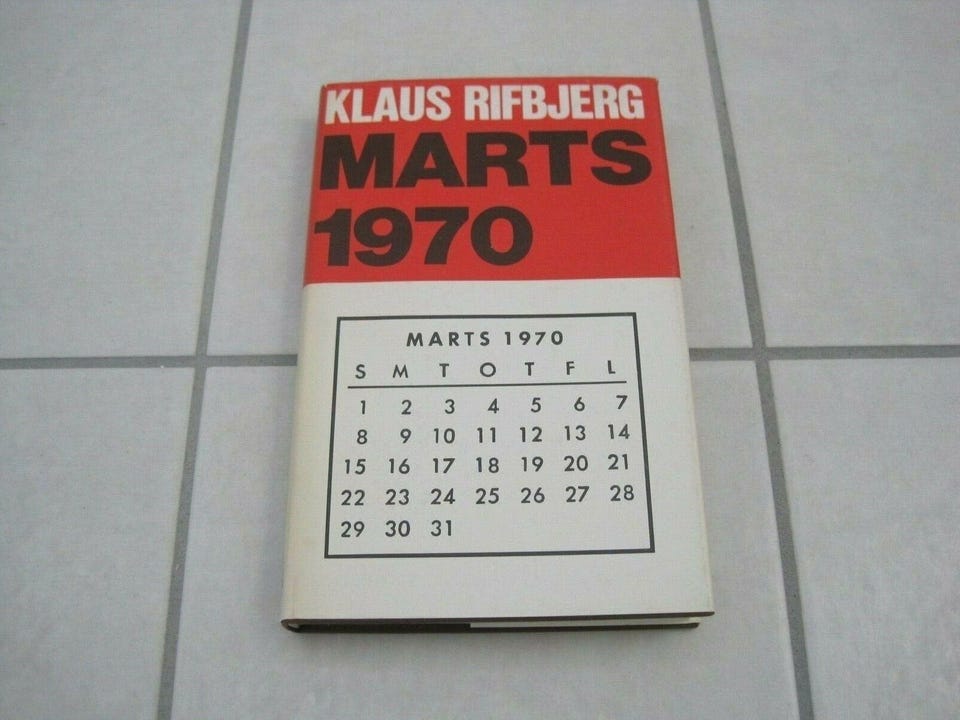 KLAUS RIFBJERG
MARTS
1970
MARTS 1970
S M T O T F L
1 2 3 4 5 6 7
8 9 10 11 12 13 14
15 16 17 18 19 20 21
22 23 24 25 26 27 28
29 30 31